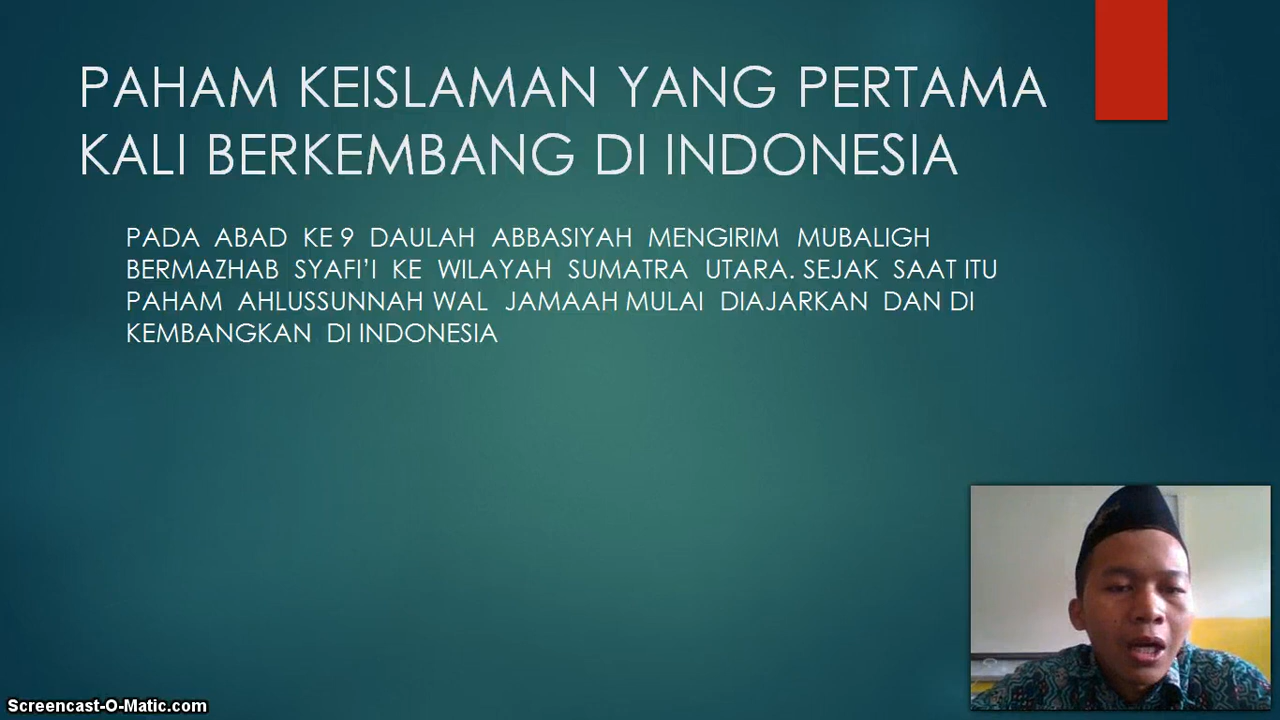 PAHAM KEISLAMAN YANG PERTAMA
KALI BERKEMBANG DI INDONESIA
PADA ABAD KE 9 DAULAH ABBASIYAH MENGIRIM MUBALIGH
BERMAZHAB SYAFI'I KE WILAYAH SUMATRA UTARA. SEJAK SAAT ITU
PAHAM AHLUSSUNNAH WAL JAMAAH MULAI DIAJARKAN DAN DI
KEMBANGKAN DI INDONESIA
Screencast-O-Matic.com